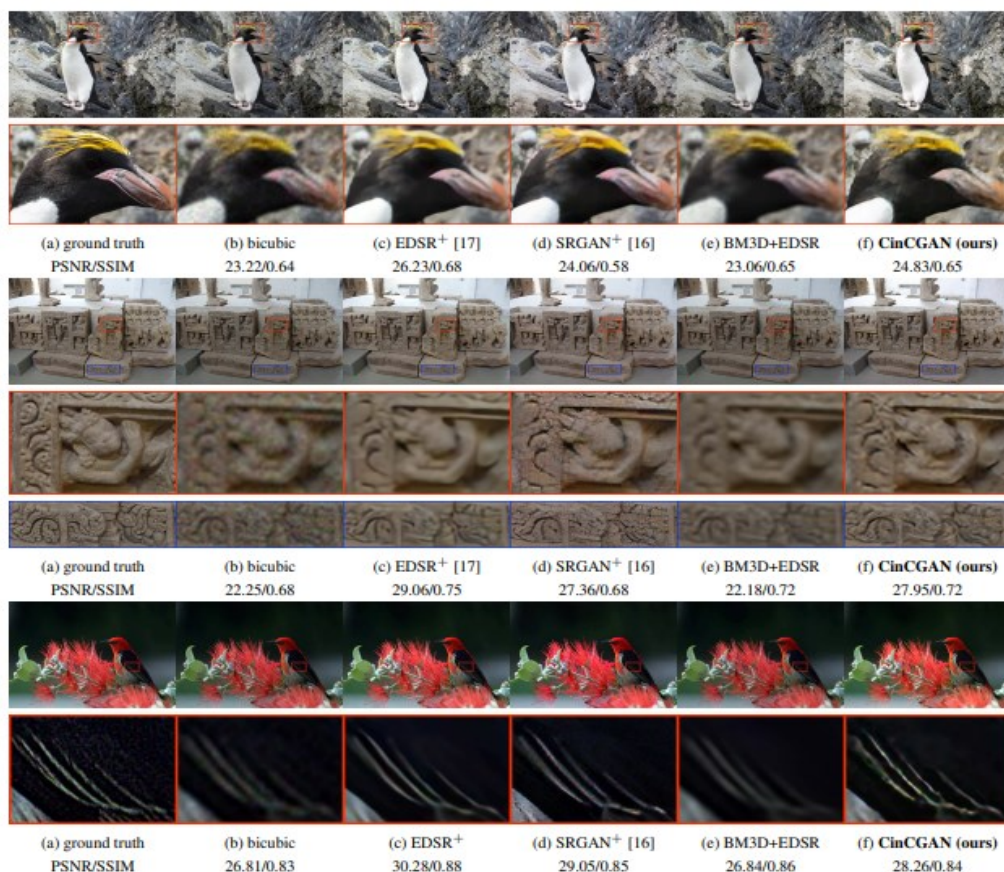 (a) ground truth (b) bicubic (c) EDSR⁺ [17] (d) SRGAN⁺ [16] (e) BM3D+EDSR (f) CinCGAN (ours)
PSNR/SSIM 23.22/0.64 26.23/0.68 24.06/0.58 23.06/0.65 24.83/0.65
(a) ground truth (b) bicubic (c) EDSR⁺ [17] (d) SRGAN⁺ [16] (e) BM3D+EDSR (f) CinCGAN (ours)
PSNR/SSIM 22.25/0.68 29.06/0.75 27.36/0.68 22.18/0.72 27.95/0.72
(a) ground truth (b) bicubic (c) EDSR⁺ (d) SRGAN⁺ [16] (e) BM3D+EDSR (f) CinCGAN (ours)
PSNR/SSIM 26.81/0.83 30.28/0.88 29.05/0.85 26.84/0.86 28.26/0.84